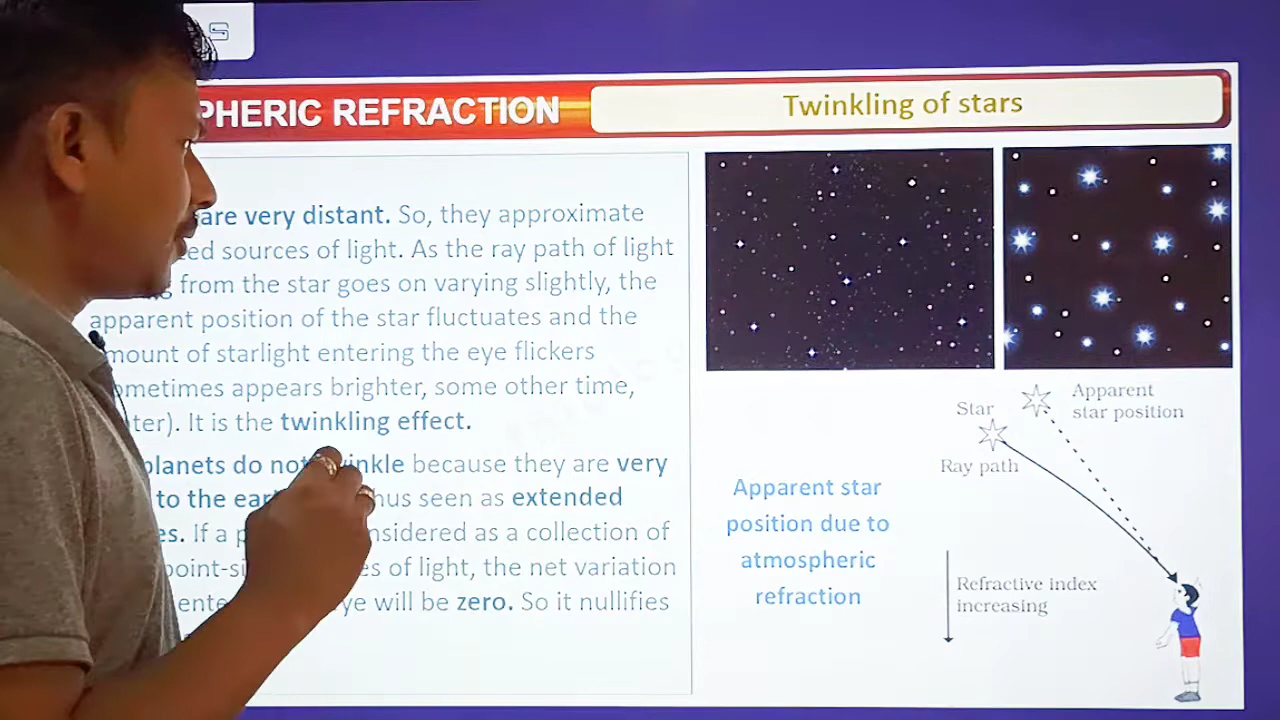 PHERIC REFRACTION
Twinkling of stars
are very distant. So, they approximate
ed sources of light. As the ray path of light
from the star goes on varying slightly, the
apparent position of the star fluctuates and the
mount of starlight entering the eye flickers
ometimes appears brighter, some other time,
ter). It is the twinkling effect.
planets do not winkle because they are very
to the ear hus seen as extended
es. If a p nsidered as a collection of
point-si es of light, the net variation
ente ye will be zero. So it nullifies
Star
Apparent
star position
Ray path
Apparent star
position due to
atmospheric
refraction
Refractive index
increasing